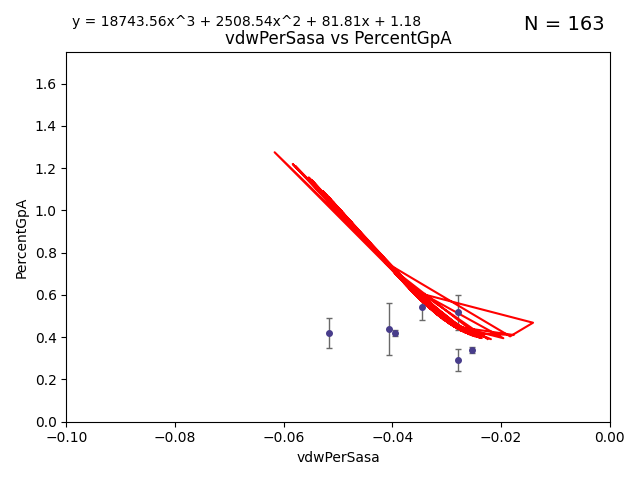 y = 18743.56x^3 + 2508.54x^2 + 81.81x + 1.18
N = 163
vdwPerSasa vs PercentGpA
1.6
1.4
1.2
1.0
0.8
0.6
0.4
0.2
0.0
PercentGpA
−0.10 −0.08 −0.06 −0.04 −0.02 0.00
vdwPerSasa